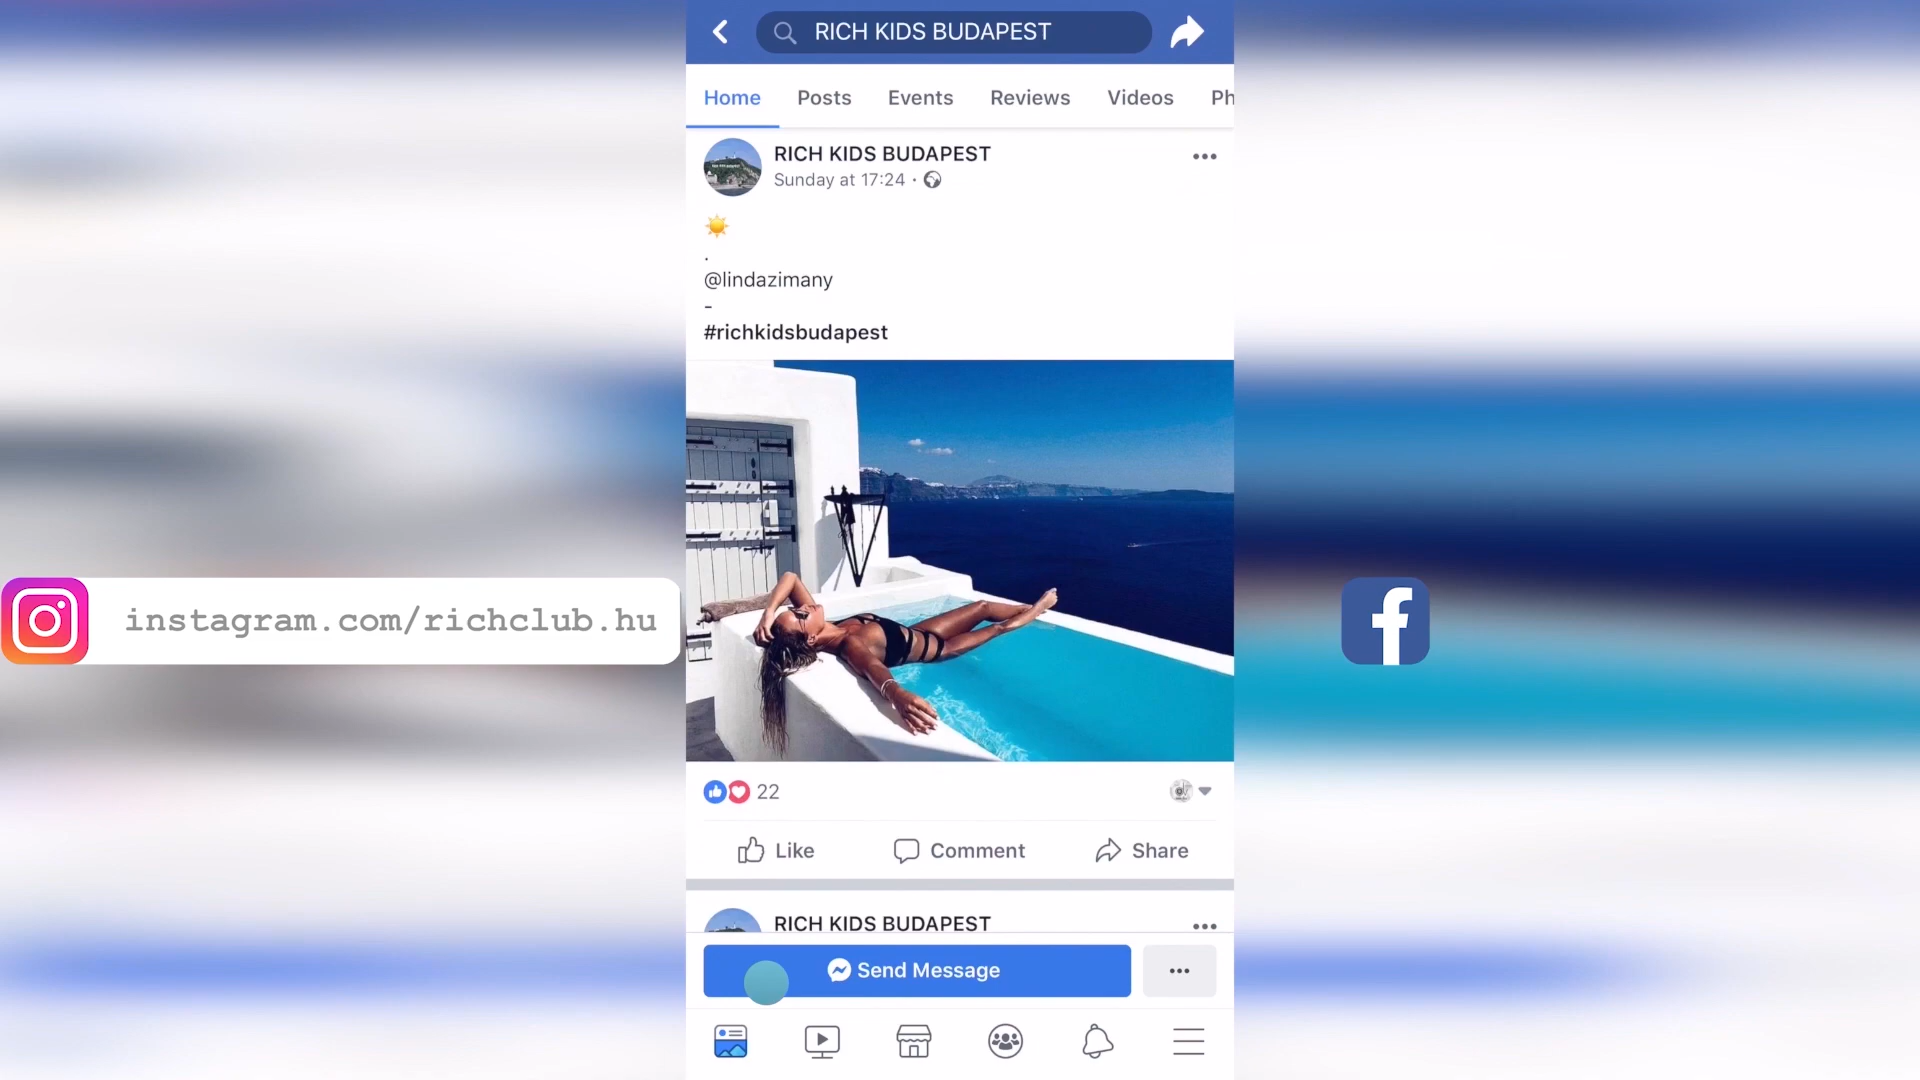 RICH KIDS BUDAPEST
Home Posts Events Reviews Videos Ph
RICH KIDS BUDAPEST
Sunday at 17:24 ·
.
@lindazimany
-
#richkidsbudapest
instagram.com/richclub.hu
22
Like Comment Share
RICH KIDS BUDAPEST
Send Message